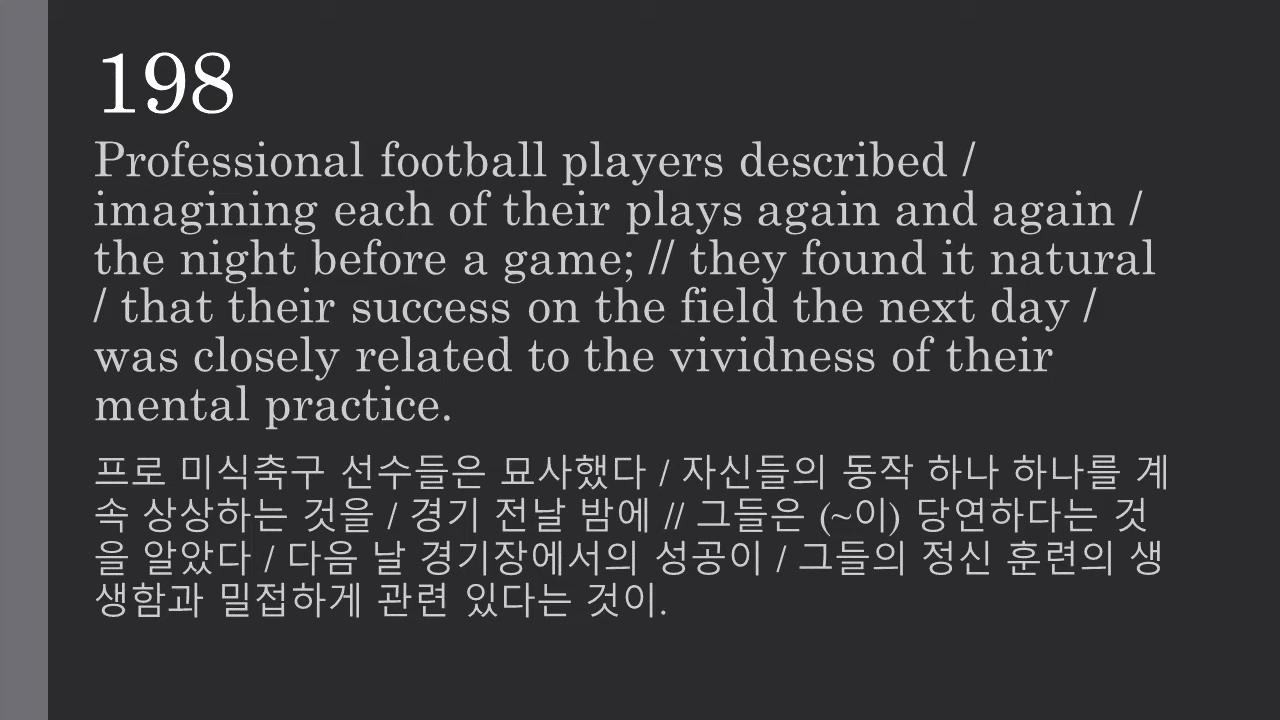 198
Professional football players described /
imagining each of their plays again and again /
the night before a game; // they found it natural
/ that their success on the field the next day /
was closely related to the vividness of their
mental practice.
프로 미식축구 선수들은 묘사했다 / 자신들의 동작 하나 하나를 계
속 상상하는 것을 / 경기 전날 밤에 // 그들은 (~이) 당연하다는 것
을 알았다 / 다음 날 경기장에서의 성공이 / 그들의 정신 훈련의 생
생함과 밀접하게 관련 있다는 것이.